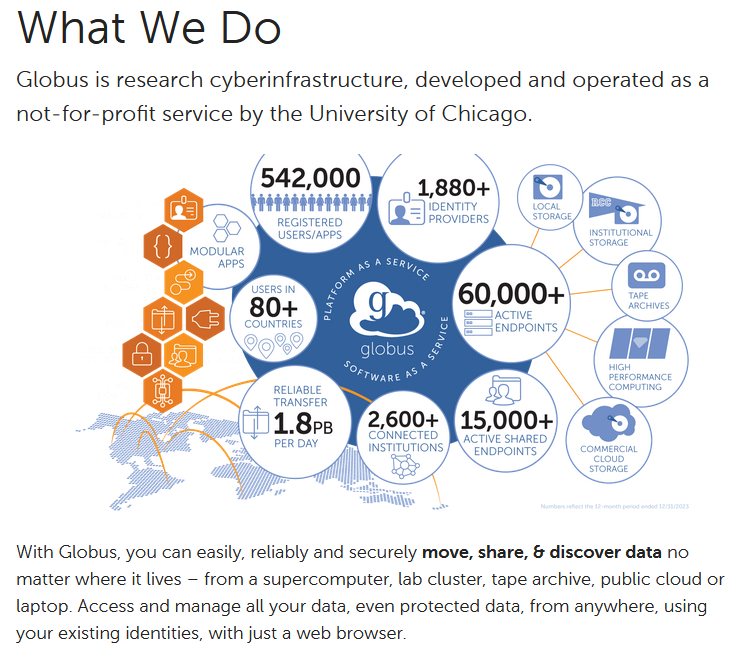 What We Do
Globus is research cyberinfrastructure, developed and operated as a
not-for-profit service by the University of Chicago.
542,000
REGISTERED
USERS/APPS
1,880+
IDENTITY
PROVIDERS
LOCAL
STORAGE
RCC
INSTITUTIONAL
STORAGE
MODULAR
APPS
PLATFORM AS A SERVICE
USERS IN
80+
COUNTRIES
g
globus
SOFTWARE AS A SERVICE
60,000+
ACTIVE
ENDPOINTS
TAPE
ARCHIVES
HIGH
PERFORMANCE
COMPUTING
RELIABLE
TRANSFER
1.8PB
PER DAY
2,600+
CONNECTED
INSTITUTIONS
15,000+
ACTIVE SHARED
ENDPOINTS
COMMERCIAL
CLOUD
STORAGE
Numbers reflect the 12-month period ended 12/31/2023
With Globus, you can easily, reliably and securely move, share, & discover data no
matter where it lives – from a supercomputer, lab cluster, tape archive, public cloud or
laptop. Access and manage all your data, even protected data, from anywhere, using
your existing identities, with just a web browser.